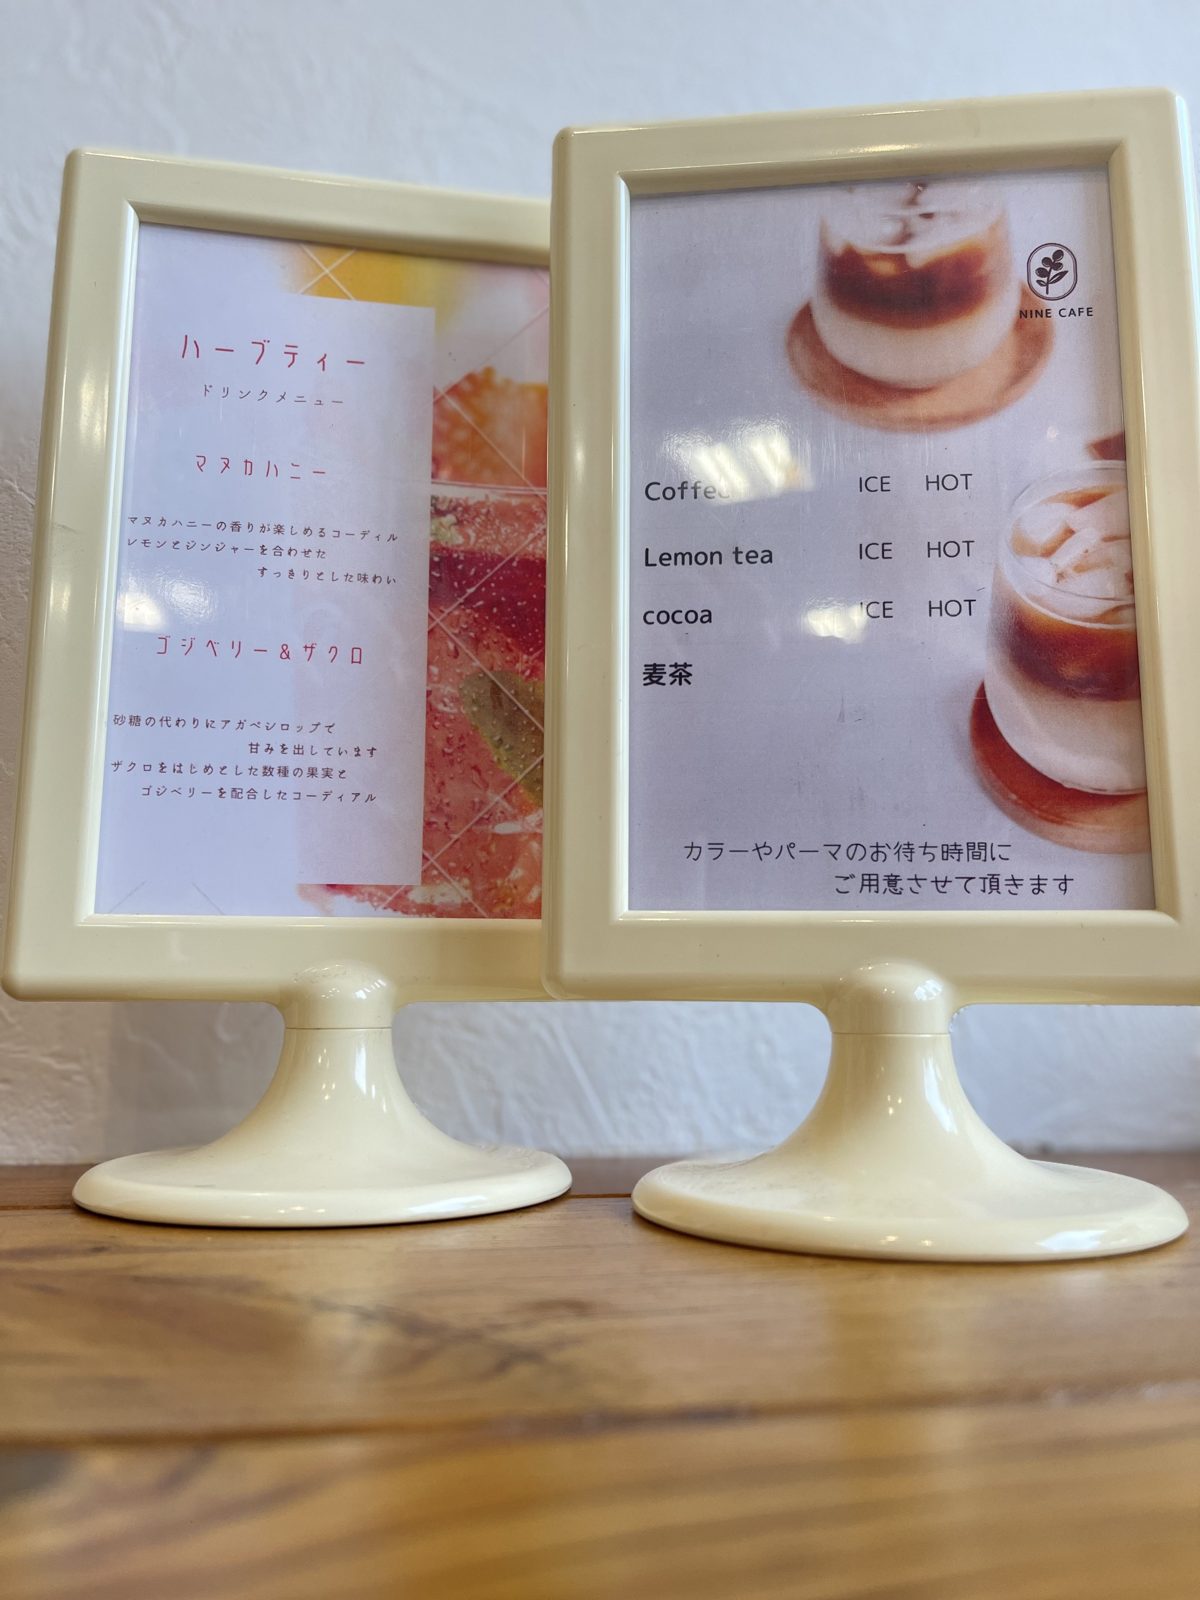 ハーブティー
ドリンクメニュー
マヌカハニー
マヌカハニーの香りが楽しめるコーディル
レモンとジンジャーを合わせた
すっきりとした味わい
ゴジベリー&ザクロ
砂糖の代わりにアガベシロップで
甘みを出しています
ザクロをはじめとした数種の果実と
ゴジベリーを配合したコーディアル
NINE CAFE
Coffee ICE HOT
Lemon tea ICE HOT
cocoa ICE HOT
麦茶
カラーやパーマのお待ち時間に
ご用意させて頂きます